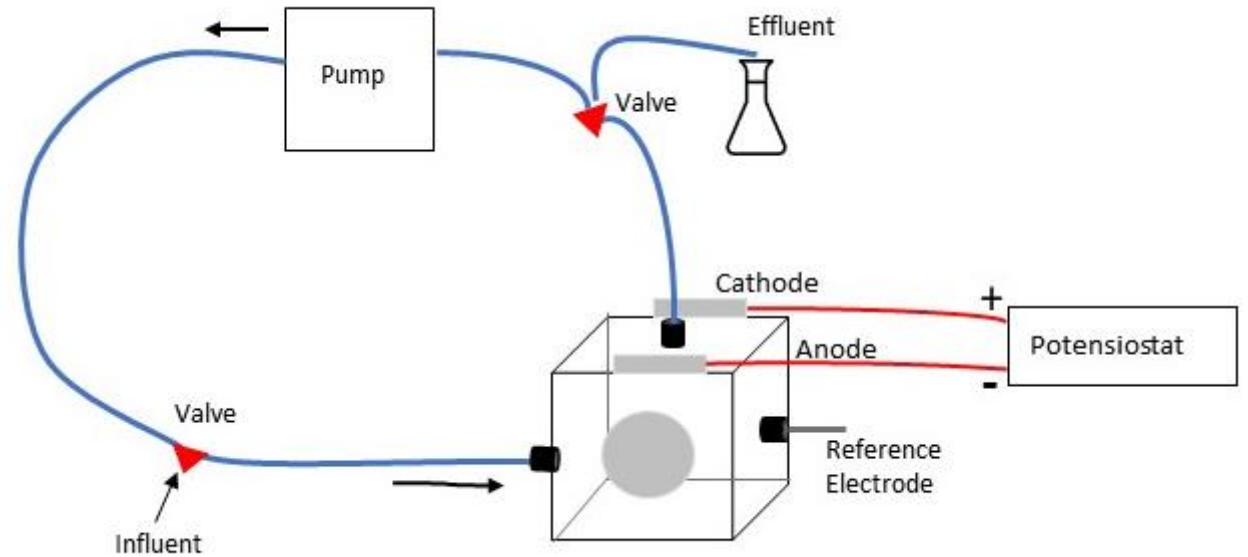 Effluent
Pump
Valve
Cathode
+
Anode
Potensiostat
-
Valve
Reference
Electrode
Influent